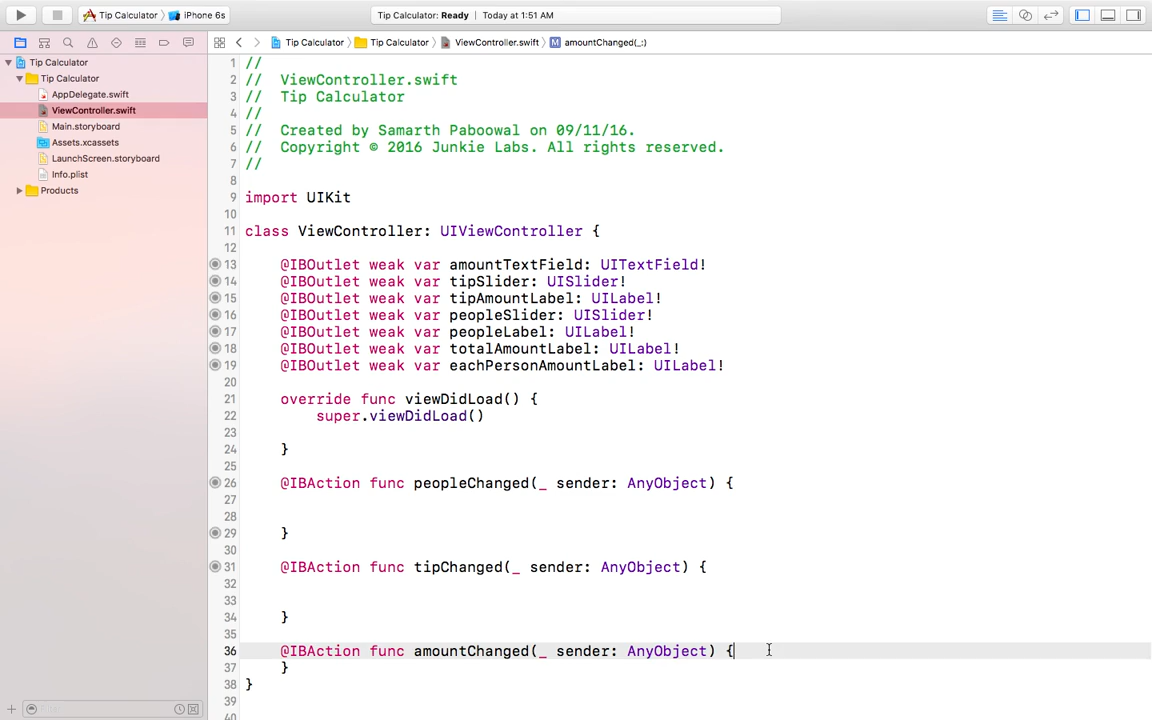 Tip Calculator
iPhone 6s
Tip Calculator: Ready
Today at 1:51 AM
Tip Calculator
Tip Calculator
ViewController.swift
M
amountChanged(_:)
Tip Calculator
Tip Calculator
AppDelegate.swift
ViewController.swift
Main.storyboard
Assets.xcassets
LaunchScreen.storyboard
Info.plist
Products
1 //
2 // ViewController.swift
3 // Tip Calculator
4 //
5 // Created by Samarth Paboowal on 09/11/16.
6 // Copyright © 2016 Junkie Labs. All rights reserved.
7 //
8
9 import UIKit
10
11 class ViewController: UIViewController {
12
13 @IBOutlet weak var amountTextField: UITextField!
14 @IBOutlet weak var tipSlider: UISlider!
15 @IBOutlet weak var tipAmountLabel: UILabel!
16 @IBOutlet weak var peopleSlider: UISlider!
17 @IBOutlet weak var peopleLabel: UILabel!
18 @IBOutlet weak var totalAmountLabel: UILabel!
19 @IBOutlet weak var eachPersonAmountLabel: UILabel!
20
21 override func viewDidLoad() {
22 super.viewDidLoad()
23
24 }
25
26 @IBAction func peopleChanged(_ sender: AnyObject) {
27
28
29 }
30
31 @IBAction func tipChanged(_ sender: AnyObject) {
32
33
34 }
35
36 @IBAction func amountChanged(_ sender: AnyObject) {
37 }
38 }
39
40